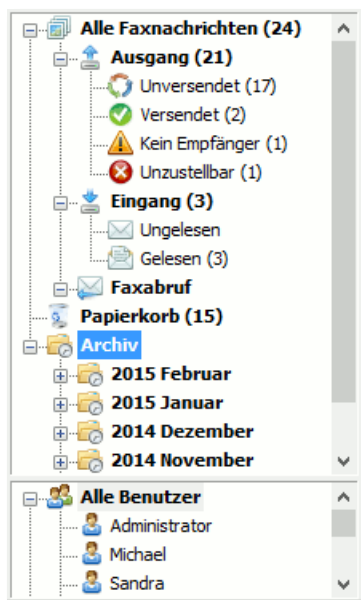 Alle Faxnachrichten (24)
Ausgang (21)
Unversendet (17)
Versendet (2)
Kein Empfänger (1)
Unzustellbar (1)
Eingang (3)
Ungelesen
Gelesen (3)
Faxabruf
Papierkorb (15)
Archiv
2015 Februar
2015 Januar
2014 Dezember
2014 November
Alle Benutzer
Administrator
Michael
Sandra